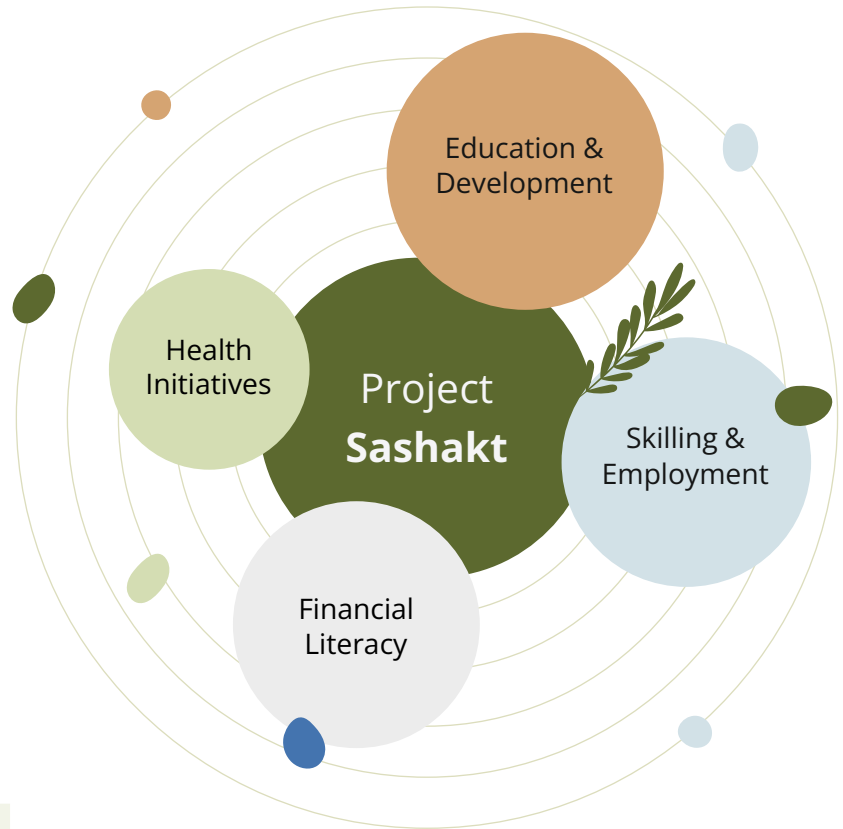 Education &
Development
Health
Initiatives
Project
Sashakt
Skilling &
Employment
Financial
Literacy